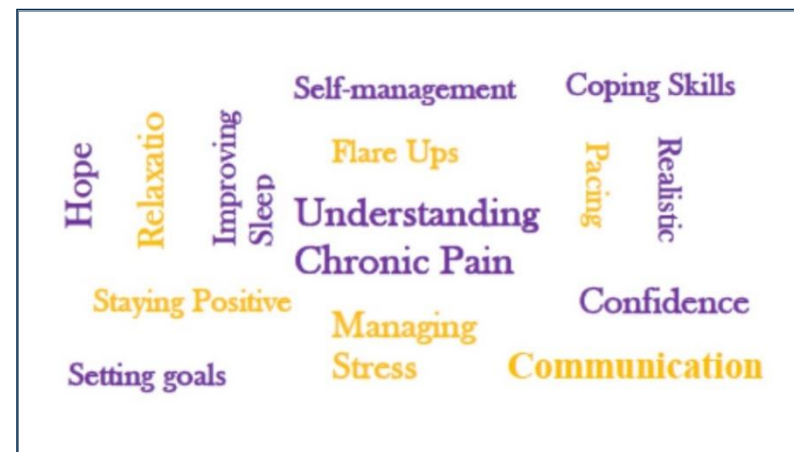 Self-management
Coping Skills
Hope
Relaxatio
Improving
Sleep
Flare Ups
Pacing
Realistic
Understanding
Chronic Pain
Staying Positive
Confidence
Managing
Stress
Setting goals
Communication